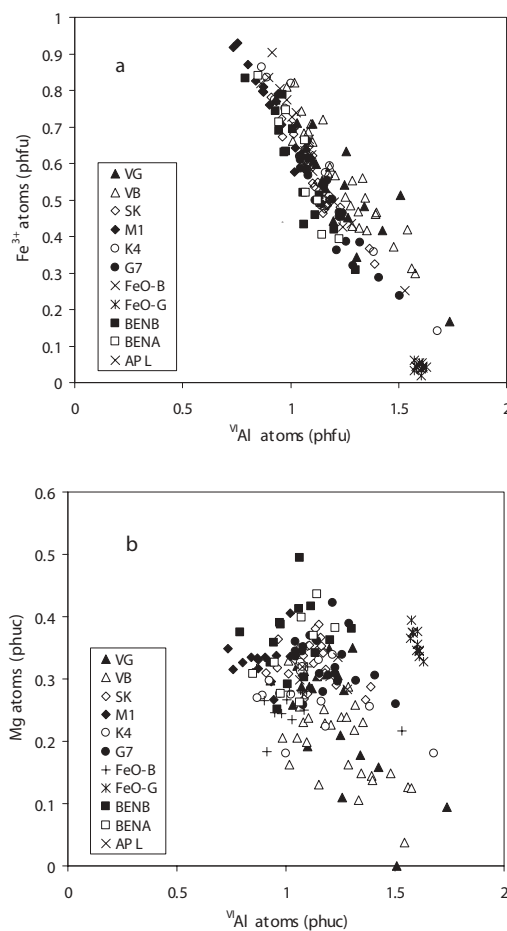 1
0.9
0.8
0.7
0.6
0.5
0.4
0.3
0.2
0.1
0
Fe3+ atoms (phfu)
a
VG
VB
SK
M1
K4
G7
FeO-B
FeO-G
BENB
BENA
AP L
0 0.5 1 1.5 2
VIAl atoms (phfu)
0.6
0.5
0.4
0.3
0.2
0.1
0
Mg atoms (phuc)
b
VG
VB
SK
M1
K4
G7
FeO-B
FeO-G
BENB
BENA
AP L
0 0.5 1 1.5 2
VIAl atoms (phuc)